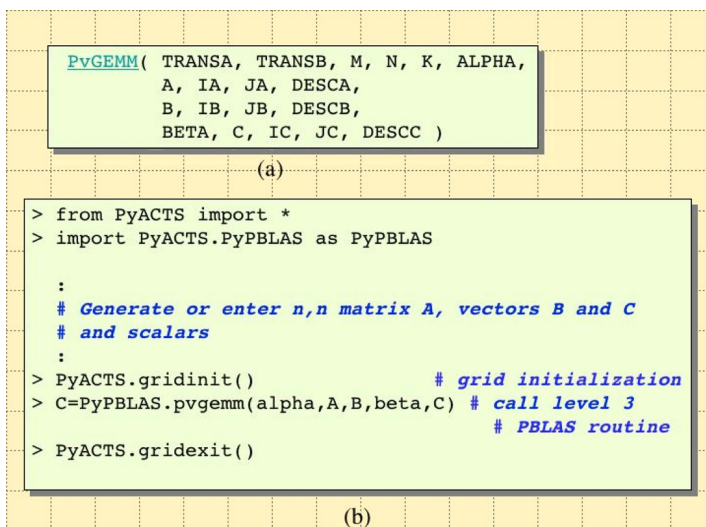 PvGEMM( TRANSA, TRANSB, M, N, K, ALPHA,
A, IA, JA, DESCA,
B, IB, JB, DESCB,
BETA, C, IC, JC, DESCC )
(a)
> from PyACTS import *
> import PyACTS.PyPBLAS as PyPBLAS
:
# Generate or enter n,n matrix A, vectors B and C
# and scalars
:
> PyACTS.gridinit() # grid initialization
> C=PyPBLAS.pvgemm(alpha,A,B,beta,C) # call level 3
# PBLAS routine
> PyACTS.gridexit()
(b)